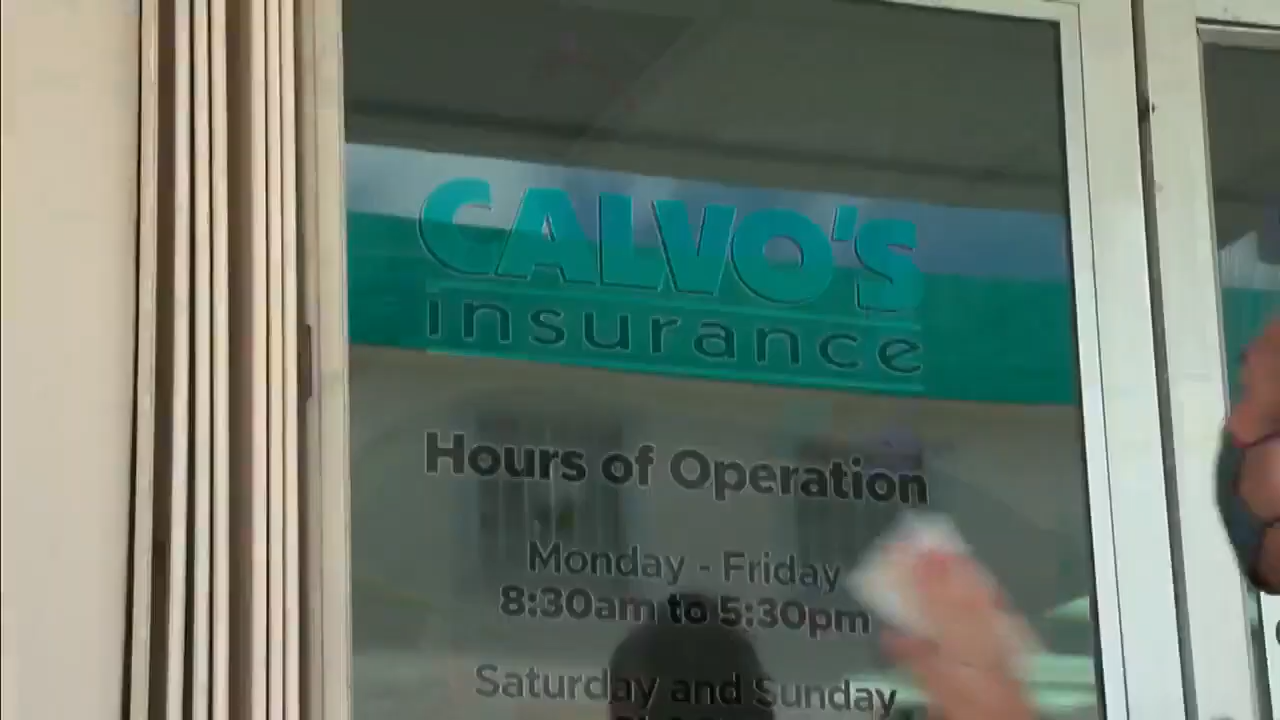 CALVO'S
insurance
Hours of Operation
Monday - Friday
8:30am to 5:30pm
Saturday and Sunday